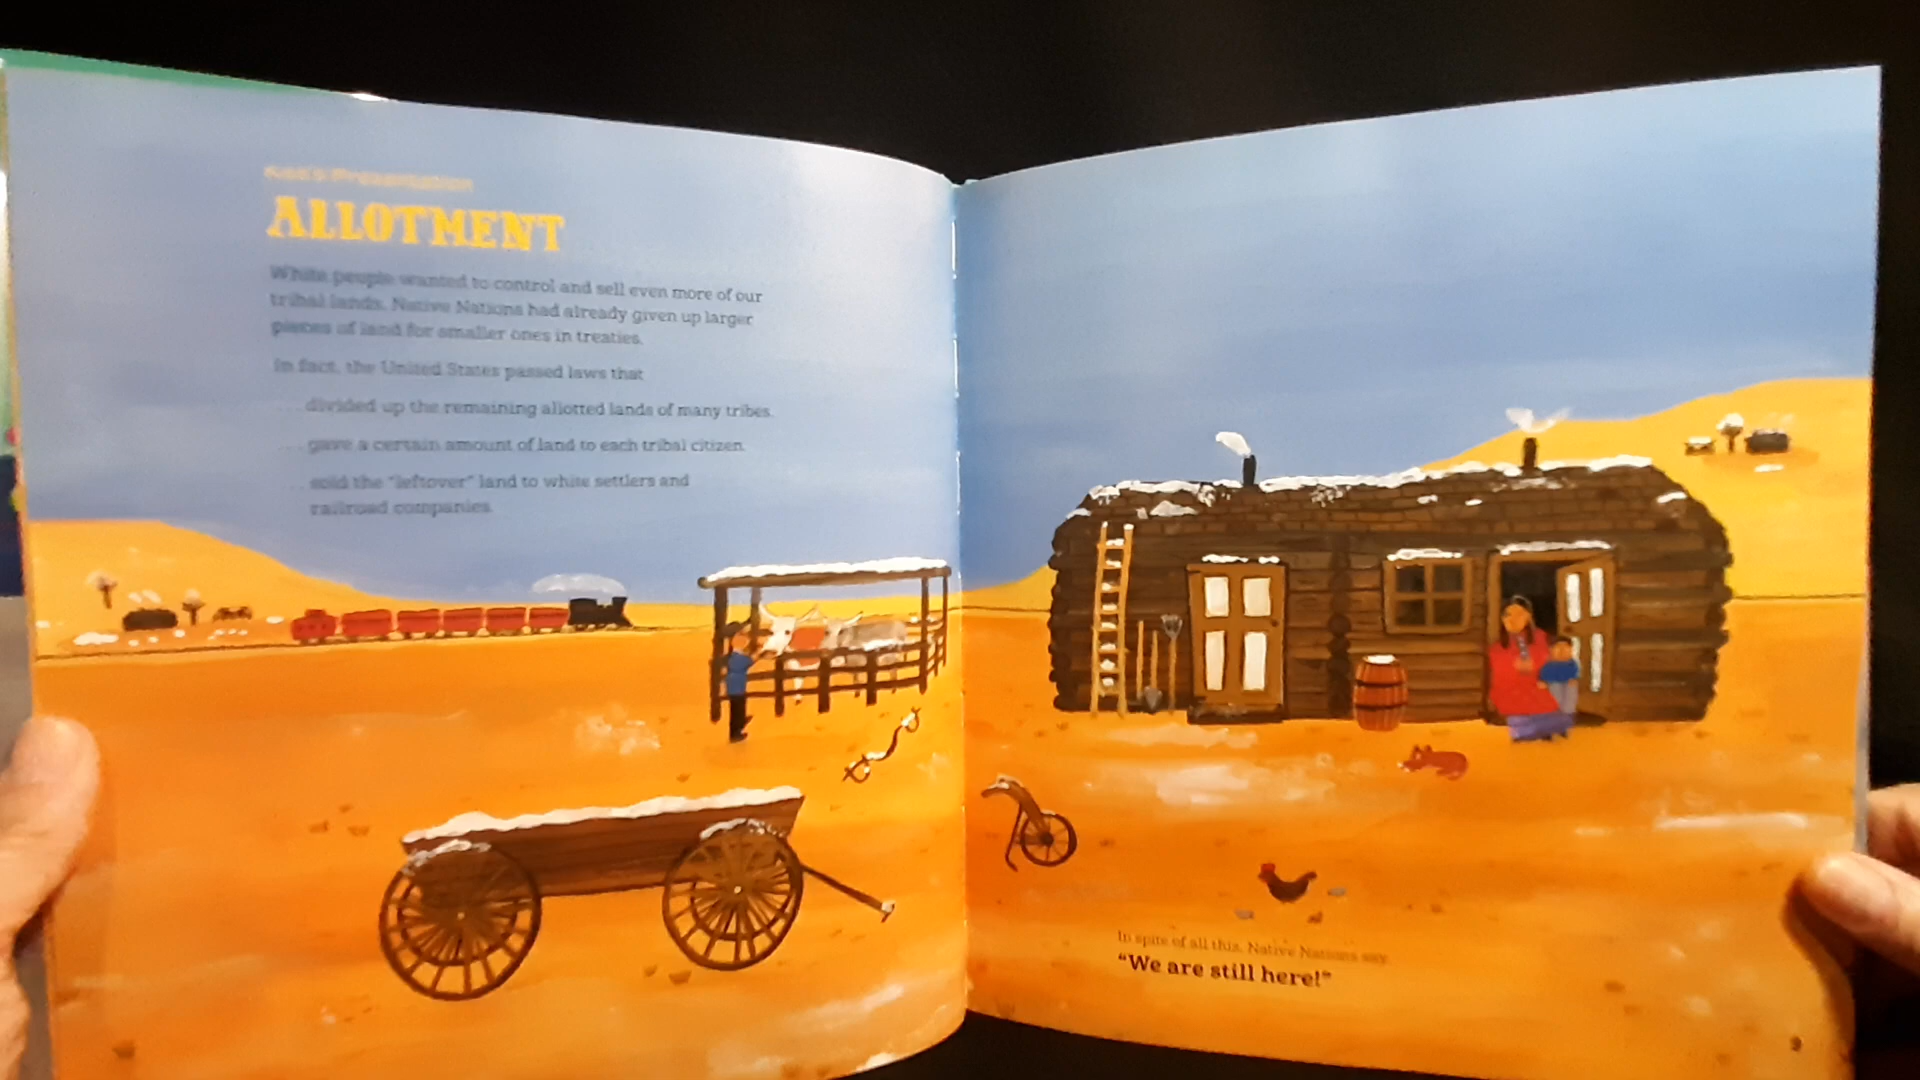 Presentation
ALLOTMENT
White people wanted to control and sell even more of our
tribal lands. Native Nations had already given up larger
pieces of land for smaller ones in treaties.
In fact, the United States passed laws that
. . . divided up the remaining allotted lands of many tribes.
. . . gave a certain amount of land to each tribal citizen.
. . . sold the "leftover" land to white settlers and
railroad companies.
In spite of all this, Native Nations say
"We are still here!"
9